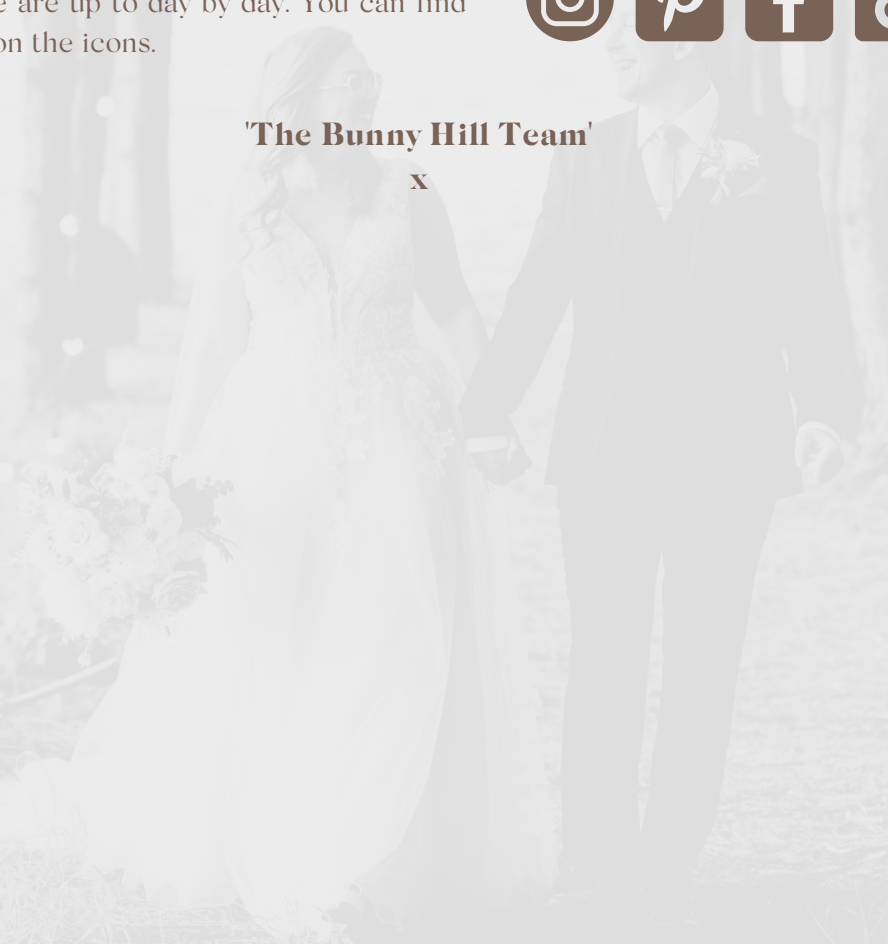 are up to day by day. You can find
on the icons.
'The Bunny Hill Team'
x